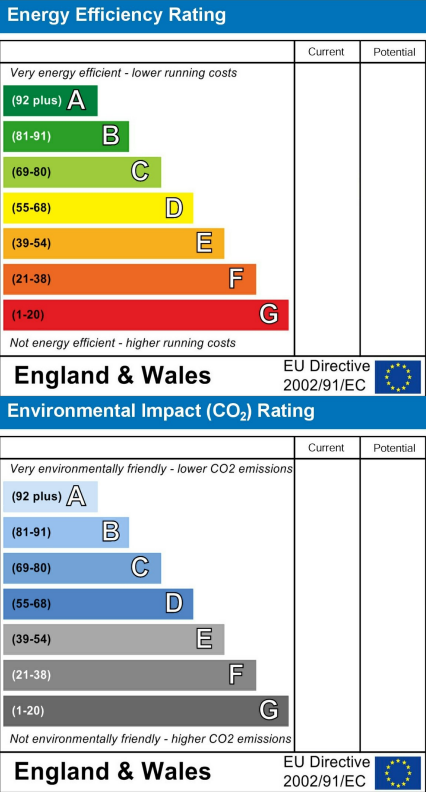 Energy Efficiency Rating
Current Potential
Very energy efficient - lower running costs
(92 plus) A
(81-91) B
(69-80) C
(55-68) D
(39-54) E
(21-38) F
(1-20) G
Not energy efficient - higher running costs
England & Wales
EU Directive
2002/91/EC
Environmental Impact (CO₂) Rating
Current Potential
Very environmentally friendly - lower CO2 emissions
(92 plus) A
(81-91) B
(69-80) C
(55-68) D
(39-54) E
(21-38) F
(1-20) G
Not environmentally friendly - higher CO2 emissions
England & Wales
EU Directive
2002/91/EC